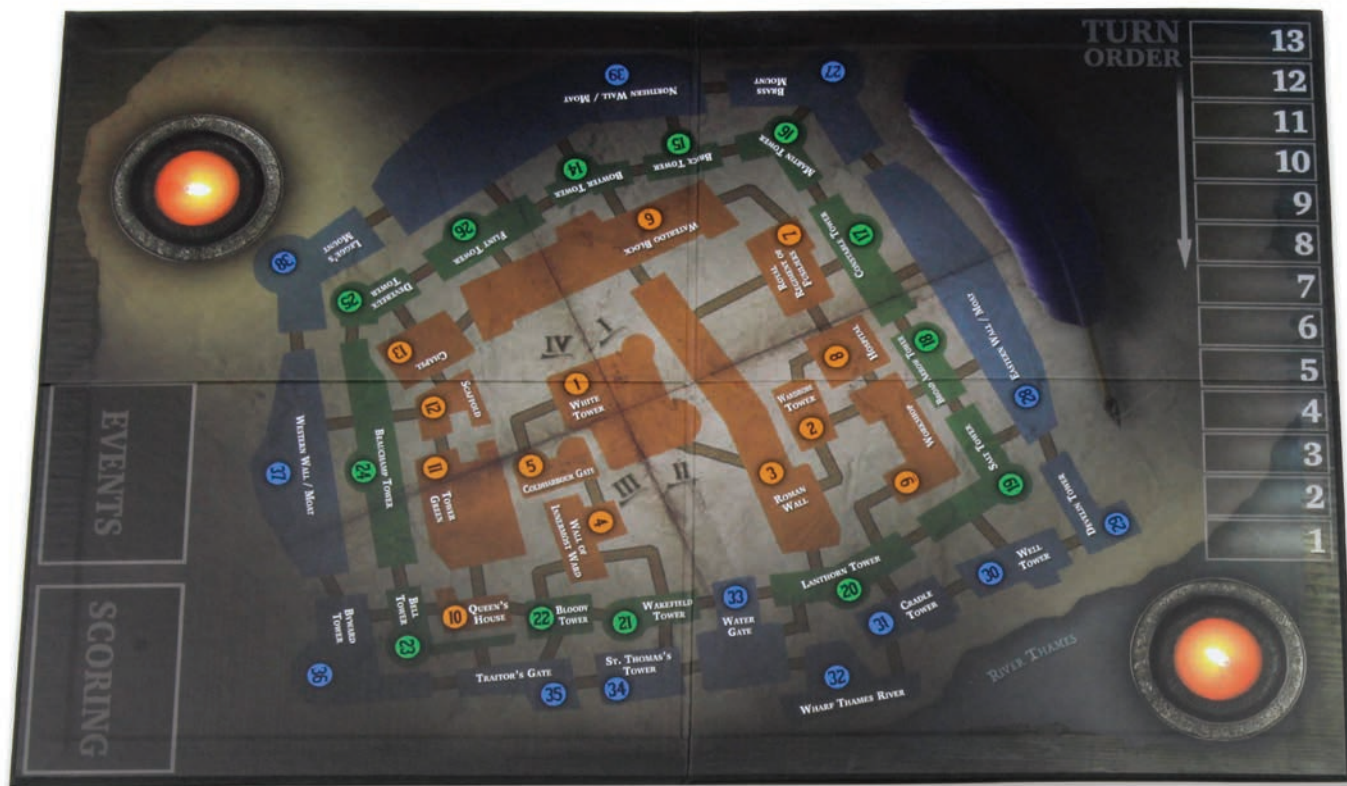 TURN
ORDER
13
12
11
10
9
8
7
6
5
4
3
2
1
39
Northern Wall / Moat
Brass
Mount
27
38
Legge's
Mount
26
Flint Tower
14
Bowyer Tower
15
Brick Tower
16
Martin Tower
25
Devereux
Tower
6
Waterloo Block
7
Royal
Regiment of
Fusiliers
17
Constable Tower
13
Chapel
IV
I
8
Hospital
18
Broad Arrow Tower
28
Eastern Wall / Moat
12
Scaffold
1
White
Tower
Wardrobe
Tower
2
Workshop
9
Salt Tower
19
37
Western Wall / Moat
24
Beauchamp Tower
11
Tower
Green
5
Coldharbour Gate
III
II
3
Roman
Wall
4
Wall of
Innermost Ward
Develin Tower
29
30
Well
Tower
Lanthorn Tower
20
31
Cradle
Tower
33
Water
Gate
21
Wakefield
Tower
22
Bloody
Tower
10
Queen's
House
Bell
Tower
23
Byward
Tower
36
Traitor's Gate
35
St. Thomas's
Tower
34
32
Wharf Thames River
RIVER THAMES
EVENTS
SCORING